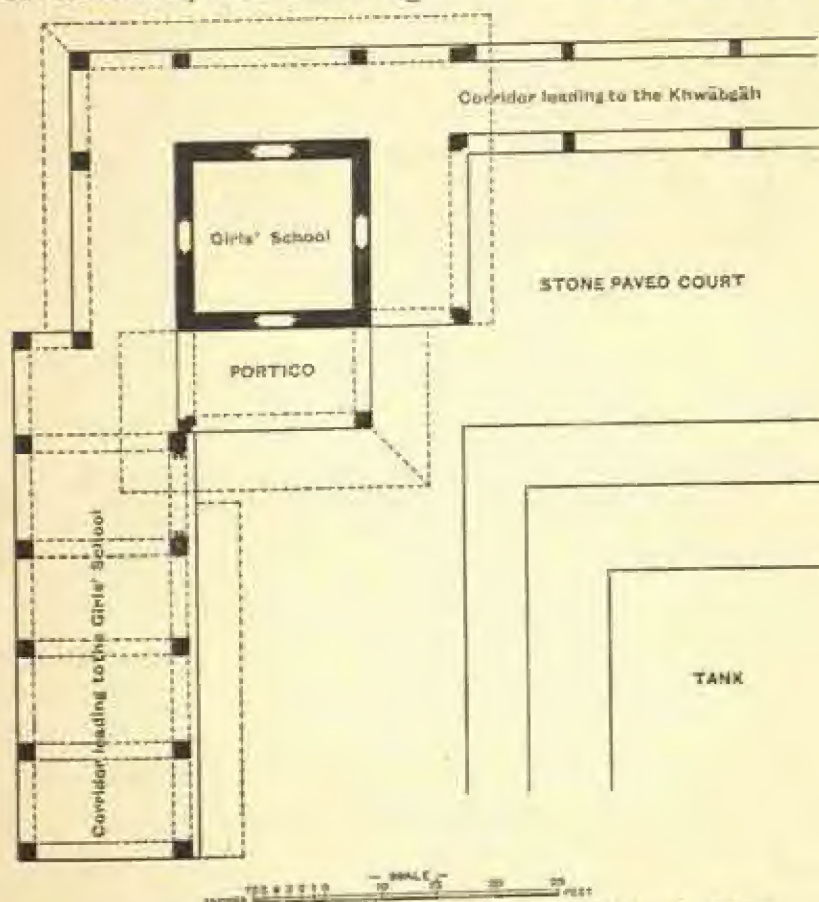 Corridor leading to the Khwābgāh
Girls' School
STONE PAVED COURT
PORTICO
Corridor leading to the Girls' School
TANK
— SCALE —
10
FEET